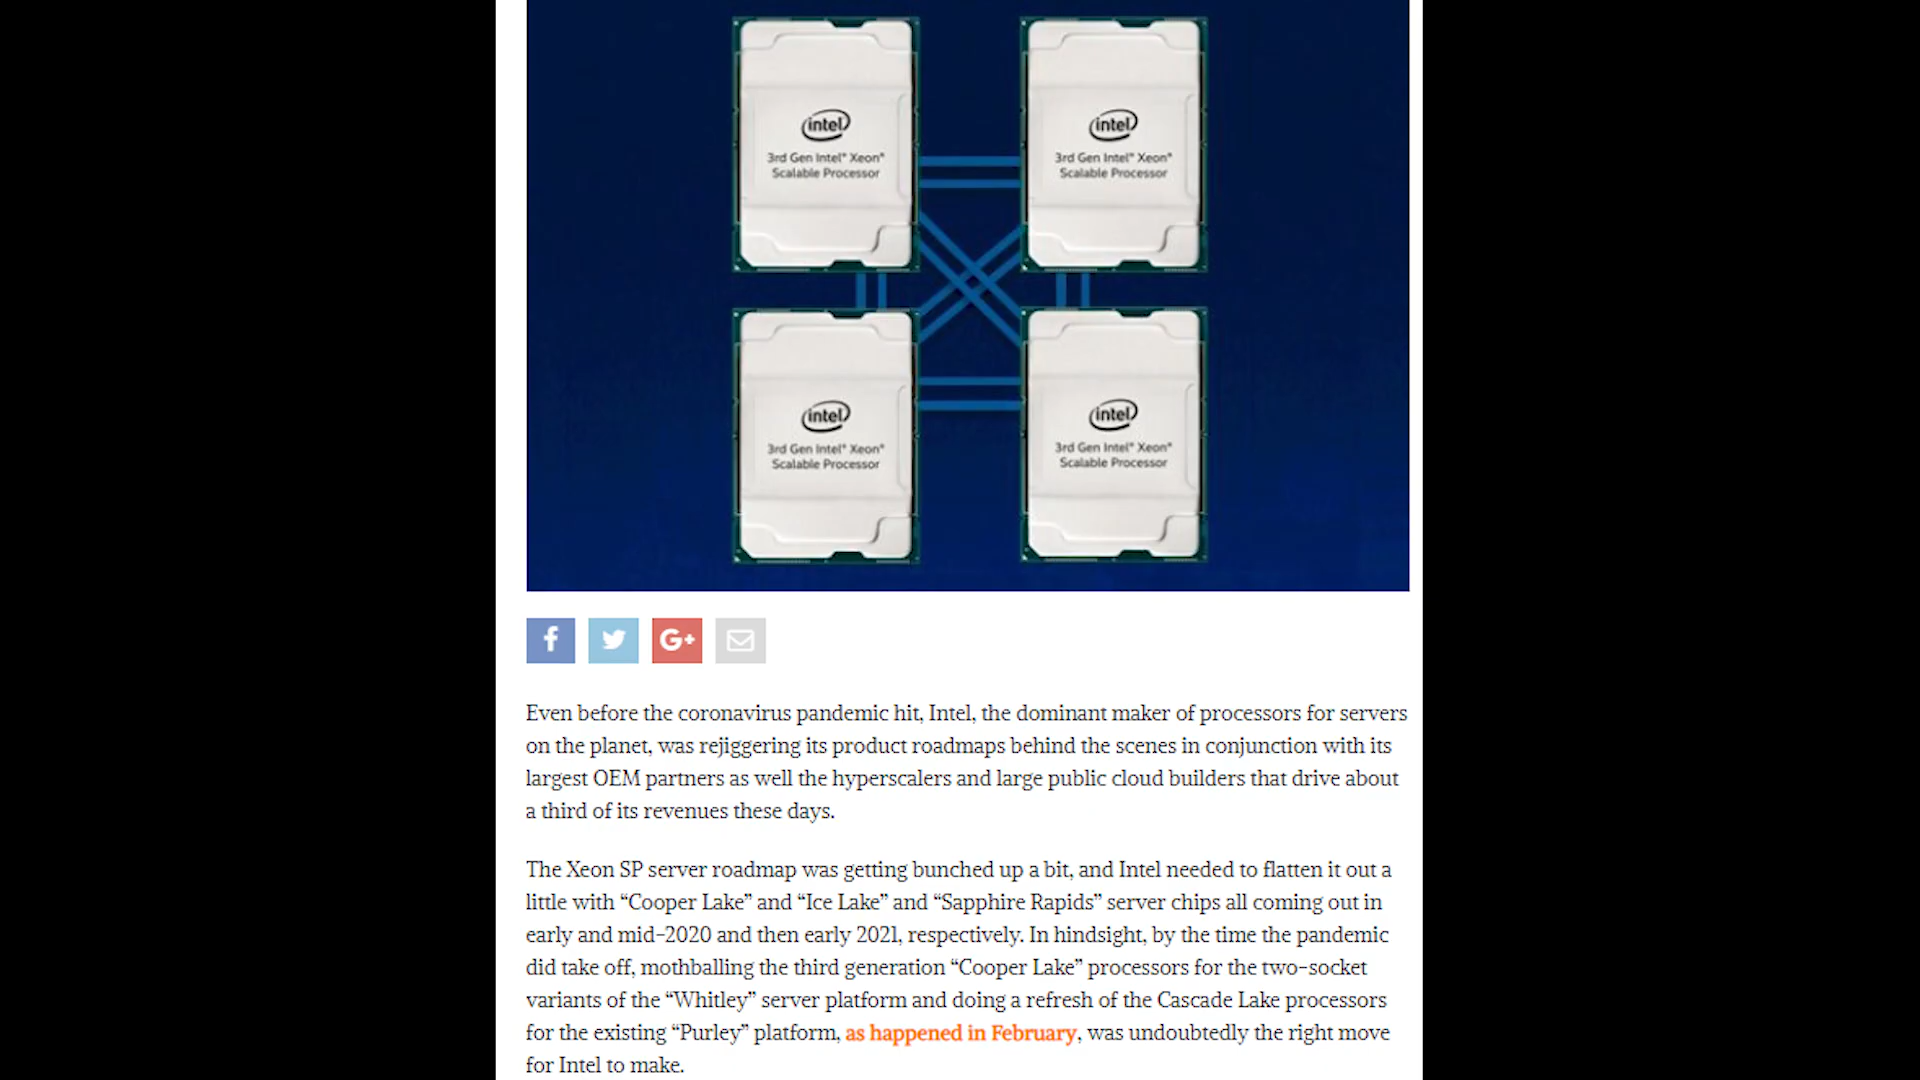 intel
3rd Gen Intel® Xeon®
Scalable Processor
intel
3rd Gen Intel® Xeon®
Scalable Processor
intel
3rd Gen Intel® Xeon®
Scalable Processor
intel
3rd Gen Intel® Xeon®
Scalable Processor
f
G+
Even before the coronavirus pandemic hit, Intel, the dominant maker of processors for servers
on the planet, was rejiggering its product roadmaps behind the scenes in conjunction with its
largest OEM partners as well the hyperscalers and large public cloud builders that drive about
a third of its revenues these days.
The Xeon SP server roadmap was getting bunched up a bit, and Intel needed to flatten it out a
little with “Cooper Lake” and “Ice Lake” and “Sapphire Rapids” server chips all coming out in
early and mid-2020 and then early 2021, respectively. In hindsight, by the time the pandemic
did take off, mothballing the third generation “Cooper Lake” processors for the two-socket
variants of the “Whitley” server platform and doing a refresh of the Cascade Lake processors
for the existing “Purley” platform, as happened in February, was undoubtedly the right move
for Intel to make.